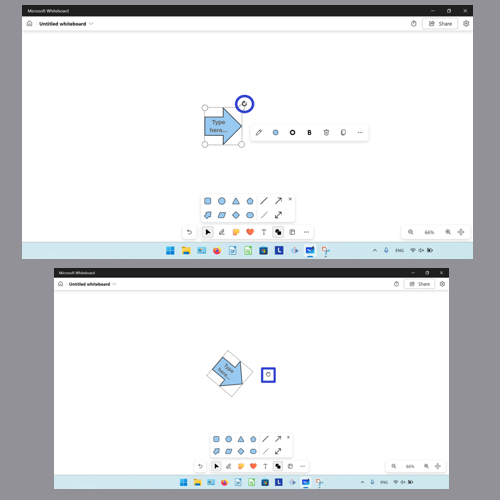 Microsoft Whiteboard
Untitled whiteboard
Share
Type
here...
B
T
66%
L
ENG
Microsoft Whiteboard
Untitled whiteboard
Share
Type
here...
T
66%
L
ENG